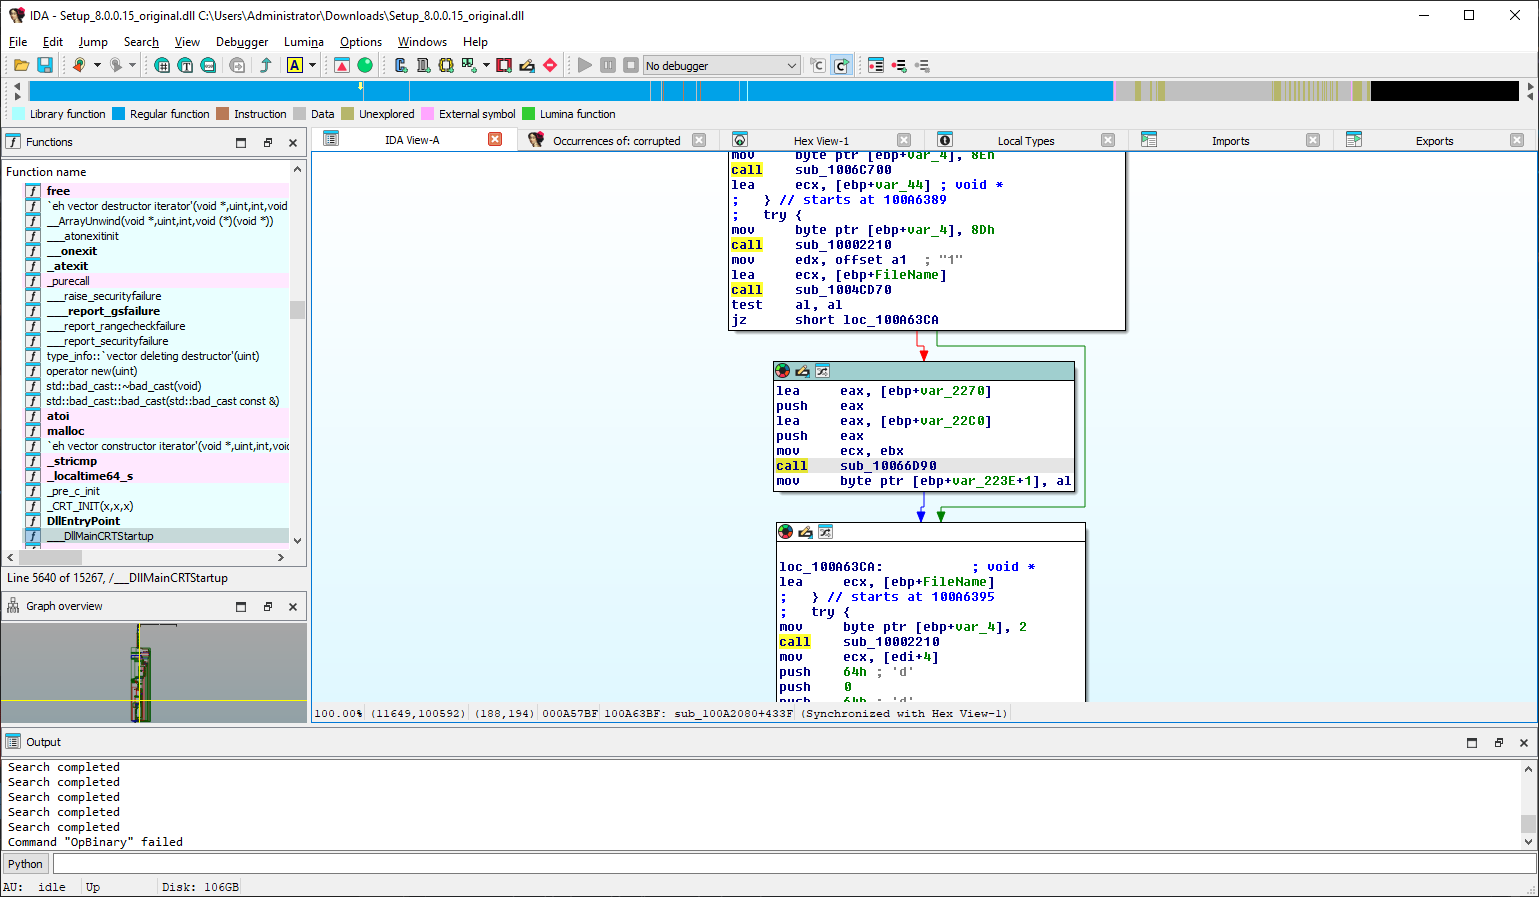 IDA - Setup_8.0.0.15_original.dll C:\Users\Administrator\Downloads\Setup_8.0.0.15_original.dll
File Edit Jump Search View Debugger Lumina Options Windows Help
No debugger
Library function Regular function Instruction Data Unexplored External symbol Lumina function
Functions
Function name
free
`eh vector destructor iterator'(void *,uint,int,void
__ArrayUnwind(void *,uint,int,void (*)(void *))
___atonexitinit
__onexit
_atexit
_purecall
___raise_securityfailure
___report_gsfailure
___report_rangecheckfailure
___report_securityfailure
type_info::`vector deleting destructor'(uint)
operator new(uint)
std::bad_cast::~bad_cast(void)
std::bad_cast::bad_cast(std::bad_cast const &)
atoi
malloc
`eh vector constructor iterator'(void *,uint,int,void
_stricmp
_localtime64_s
_pre_c_init
_CRT_INIT(x,x,x)
DllEntryPoint
___DllMainCRTStartup
Line 5640 of 15267, /___DllMainCRTStartup
Graph overview
IDA View-A Occurrences of: corrupted Hex View-1 Local Types Imports Exports
mov byte ptr [ebp+var_4], 8Eh
call sub_1006C700
lea ecx, [ebp+var_44] ; void *
; } // starts at 100A6389
; try {
mov byte ptr [ebp+var_4], 8Dh
call sub_10002210
mov edx, offset a1 ; "1"
lea ecx, [ebp+FileName]
call sub_1004CD70
test al, al
jz short loc_100A63CA
lea eax, [ebp+var_2270]
push eax
lea eax, [ebp+var_22C0]
push eax
mov ecx, ebx
call sub_10066D90
mov byte ptr [ebp+var_223E+1], al
loc_100A63CA: ; void *
lea ecx, [ebp+FileName]
; } // starts at 100A6395
; try {
mov byte ptr [ebp+var_4], 2
call sub_10002210
mov ecx, [edi+4]
push 64h ; 'd'
push 0
push 64h ; 'd'
100.00% (11649,100592) (188,194) 000A57BF 100A63BF: sub_100A2080+433F (Synchronized with Hex View-1)
Output
Search completed
Search completed
Search completed
Search completed
Search completed
Command "OpBinary" failed
Python
AU: idle Up Disk: 106GB